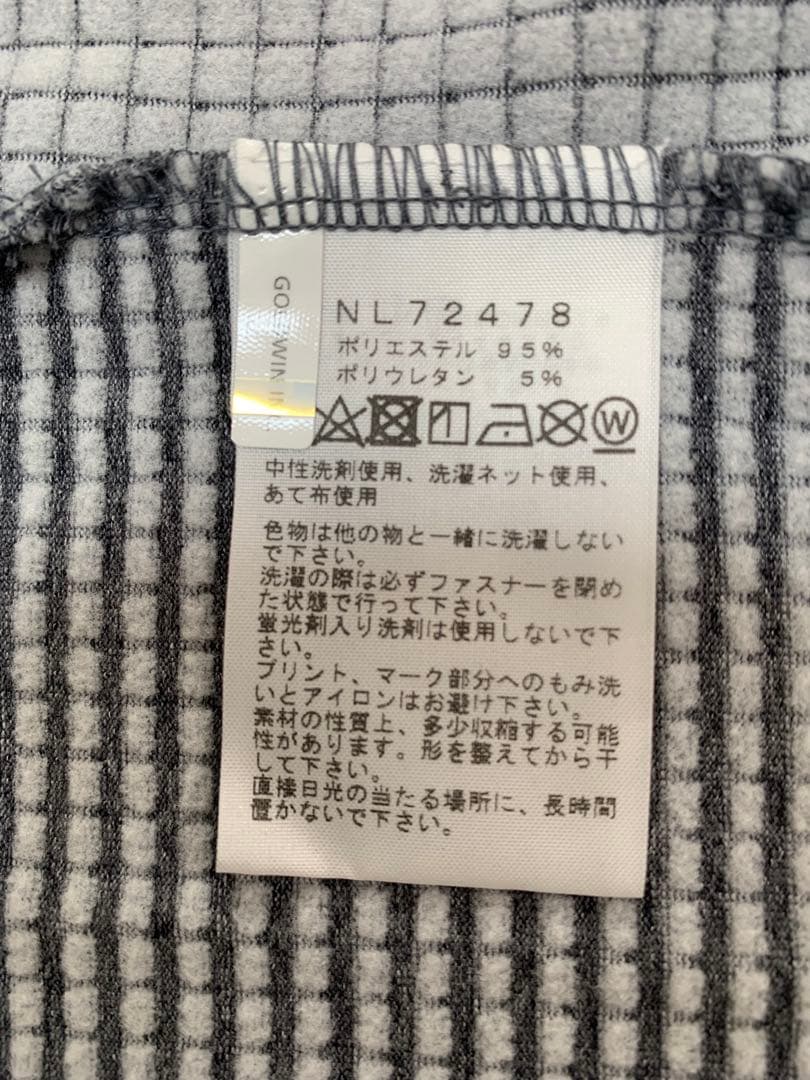 GOLDWIN IN
NL72478
ポリエステル 95%
ポリウレタン 5%
W
中性洗剤使用、洗濯ネット使用、
あて布使用
色物は他の物と一緒に洗濯しない
で下さい。
洗濯の際は必ずファスナーを閉め
た状態で行って下さい。
蛍光剤入り洗剤は使用しないで下
さい。
プリント、マーク部分へのもみ洗
いとアイロンはお避け下さい。
素材の性質上、多少収縮する可能
性があります。形を整えてから干
して下さい。
直接日光の当たる場所に、長時間
置かないで下さい。